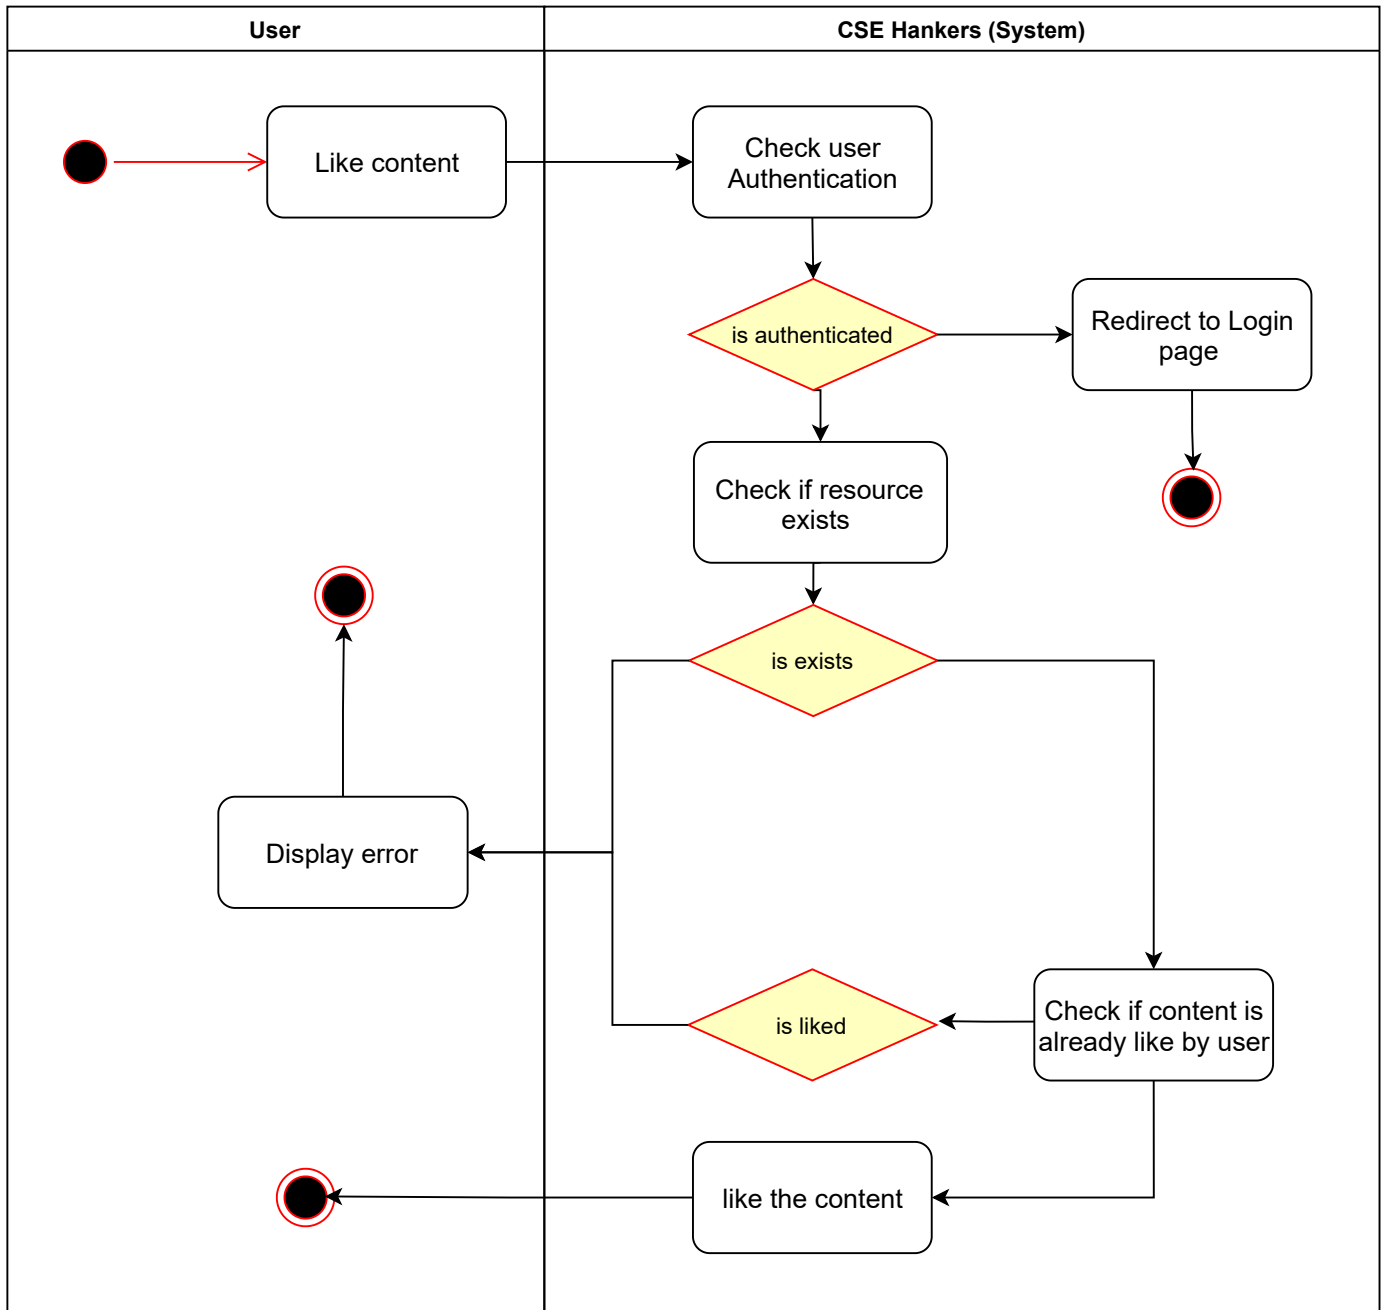 User
CSE Hankers (System)
Like content
Check user
Authentication
is authenticated
Redirect to Login
page
Check if resource
exists
is exists
Display error
is liked
Check if content is
already like by user
like the content